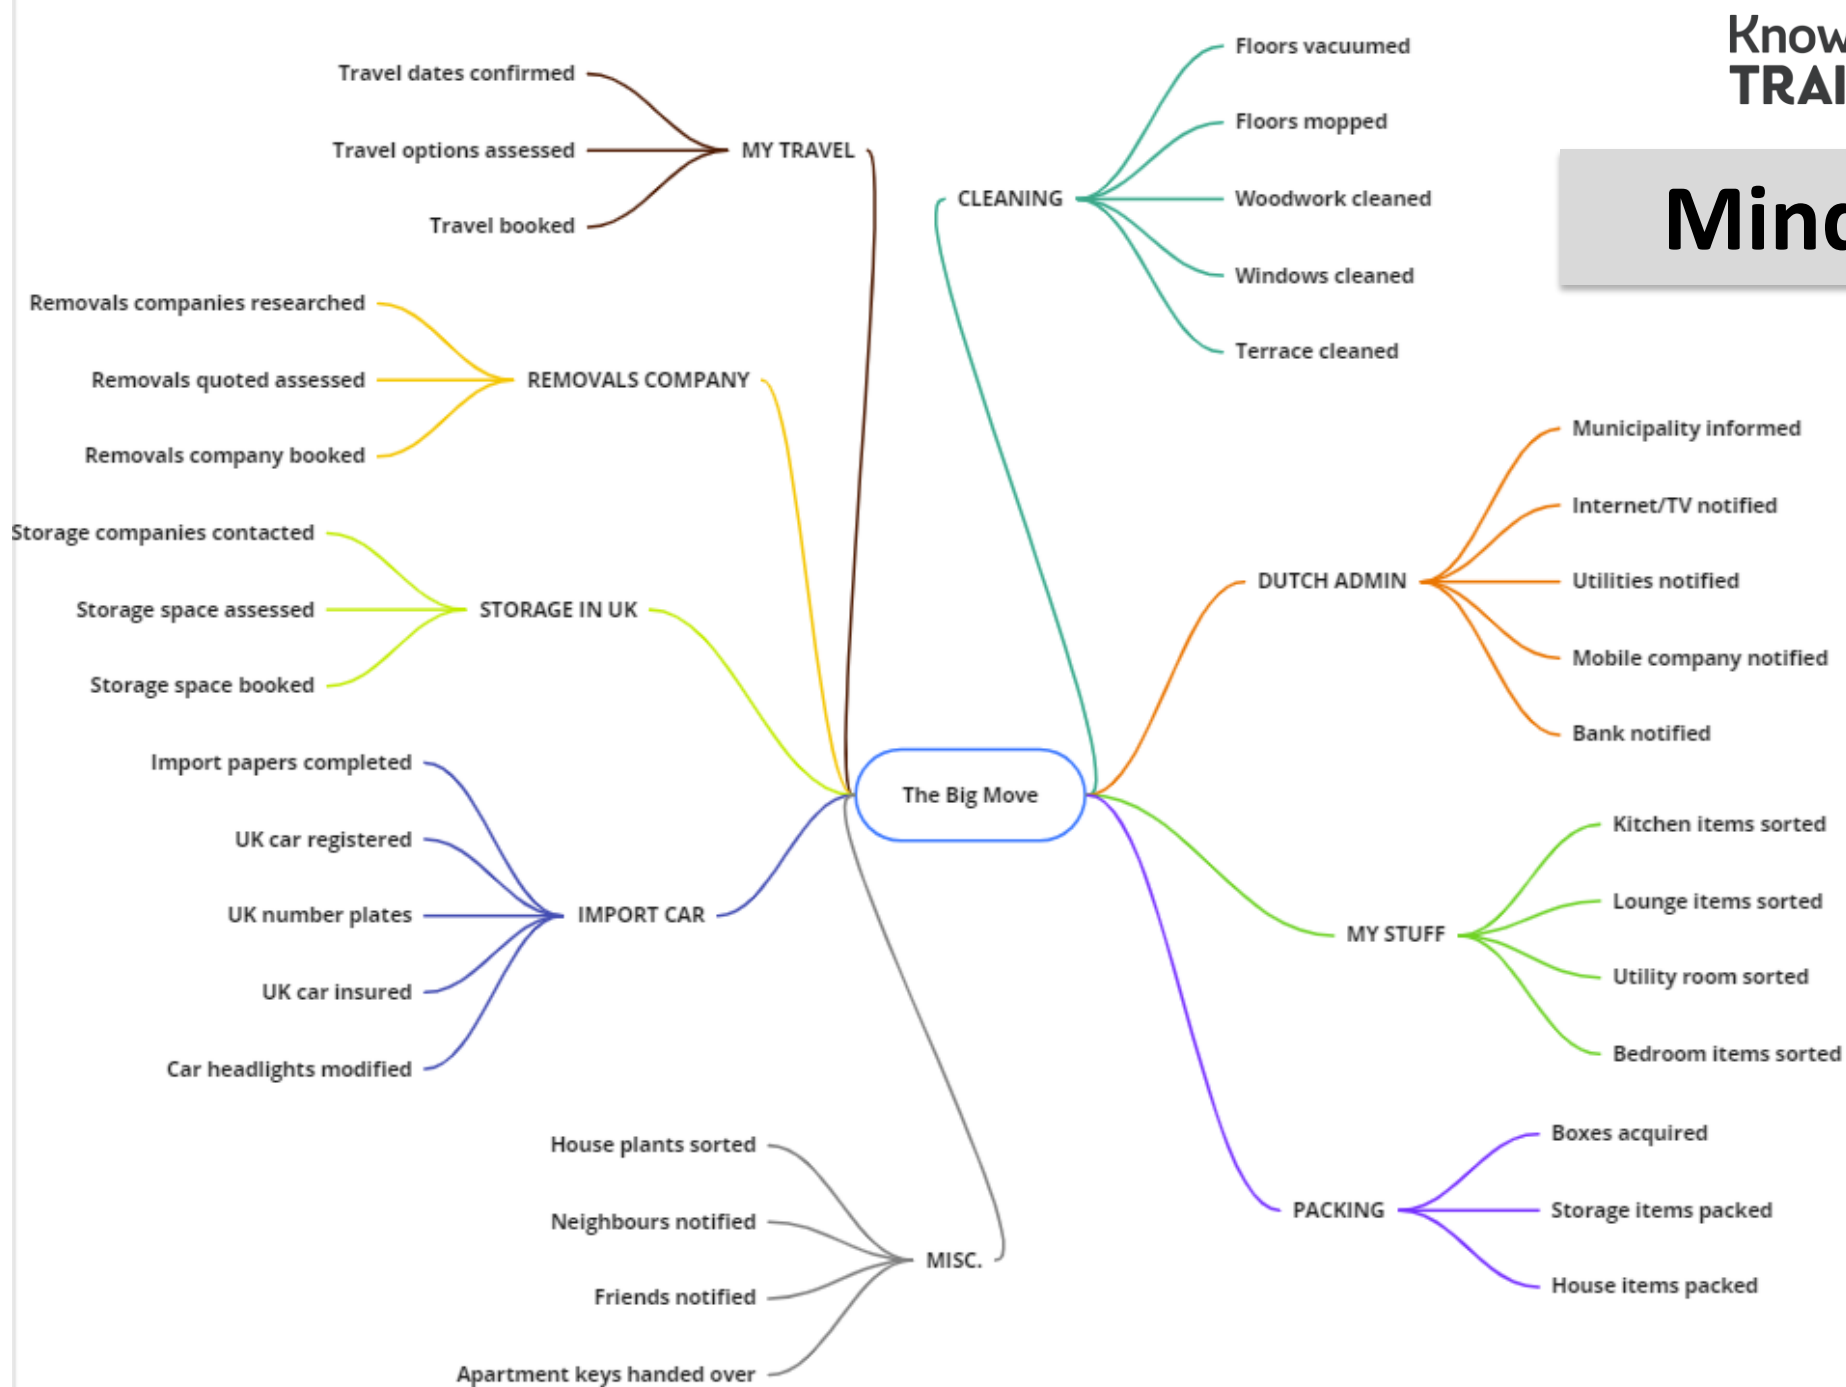 Know
TRAI
Mind
The Big Move
MY TRAVEL
Travel dates confirmed
Travel options assessed
Travel booked
REMOVALS COMPANY
Removals companies researched
Removals quoted assessed
Removals company booked
STORAGE IN UK
Storage companies contacted
Storage space assessed
Storage space booked
IMPORT CAR
Import papers completed
UK car registered
UK number plates
UK car insured
Car headlights modified
MISC.
House plants sorted
Neighbours notified
Friends notified
Apartment keys handed over
CLEANING
Floors vacuumed
Floors mopped
Woodwork cleaned
Windows cleaned
Terrace cleaned
DUTCH ADMIN
Municipality informed
Internet/TV notified
Utilities notified
Mobile company notified
Bank notified
MY STUFF
Kitchen items sorted
Lounge items sorted
Utility room sorted
Bedroom items sorted
PACKING
Boxes acquired
Storage items packed
House items packed